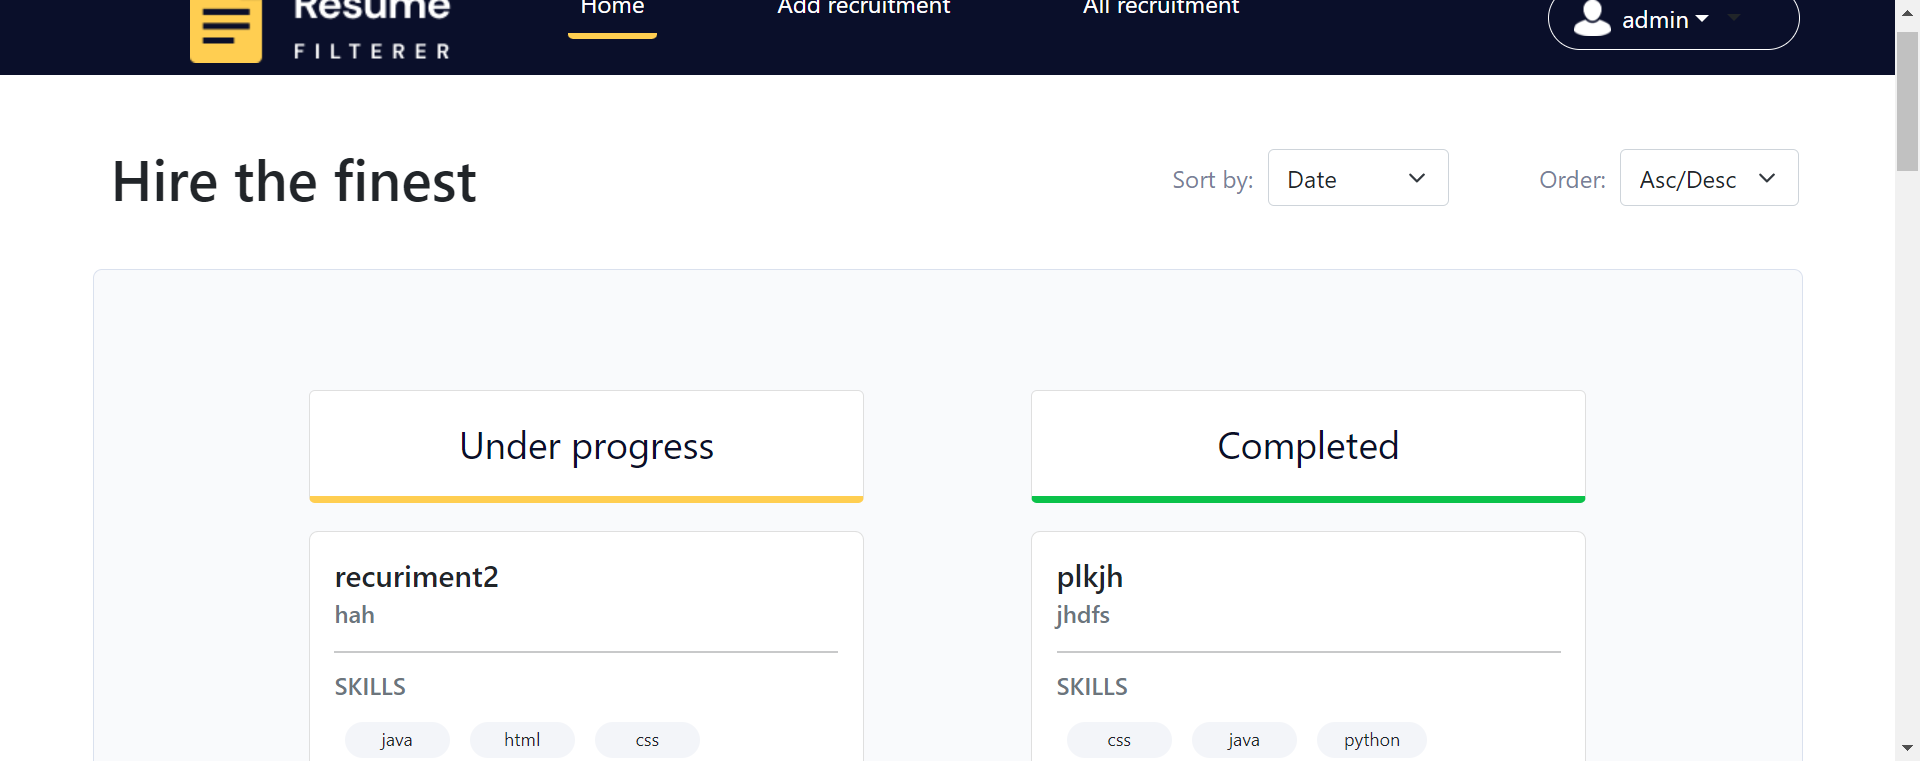 Resume
FILTERER
Home
Add recruitment
All recruitment
admin
Hire the finest
Sort by:
Date
Order:
Asc/Desc
Under progress
Completed
recuriment2
hah
SKILLS
java
html
css
plkjh
jhdfs
SKILLS
css
java
python